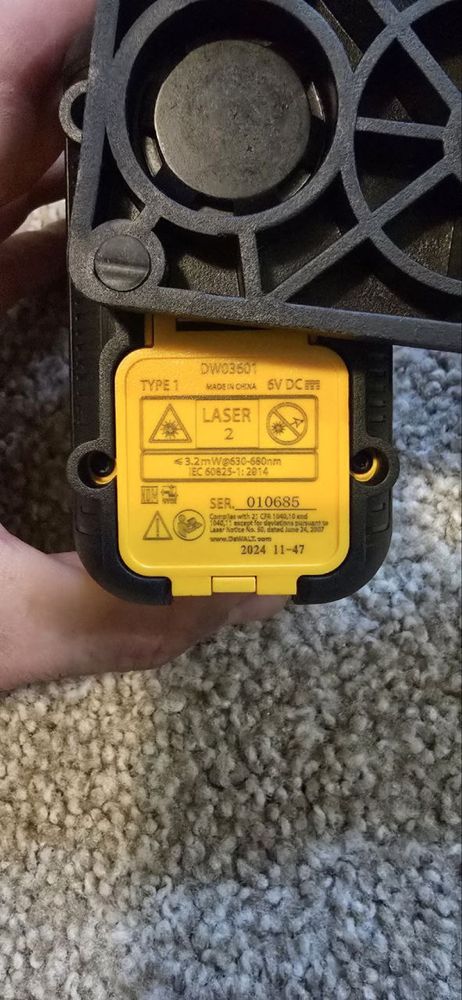 DW03601
TYPE 1 MADE IN CHINA 6V DC
LASER
2
≤3.2mW@630-680nm
IEC 60825-1: 2014
SER. 010685
Complies with 21 CFR 1040.10 and
1040.11 except for deviations pursuant to
Laser Notice No. 50, dated June 24, 2007
www.DeWALT.com
2024 11-47